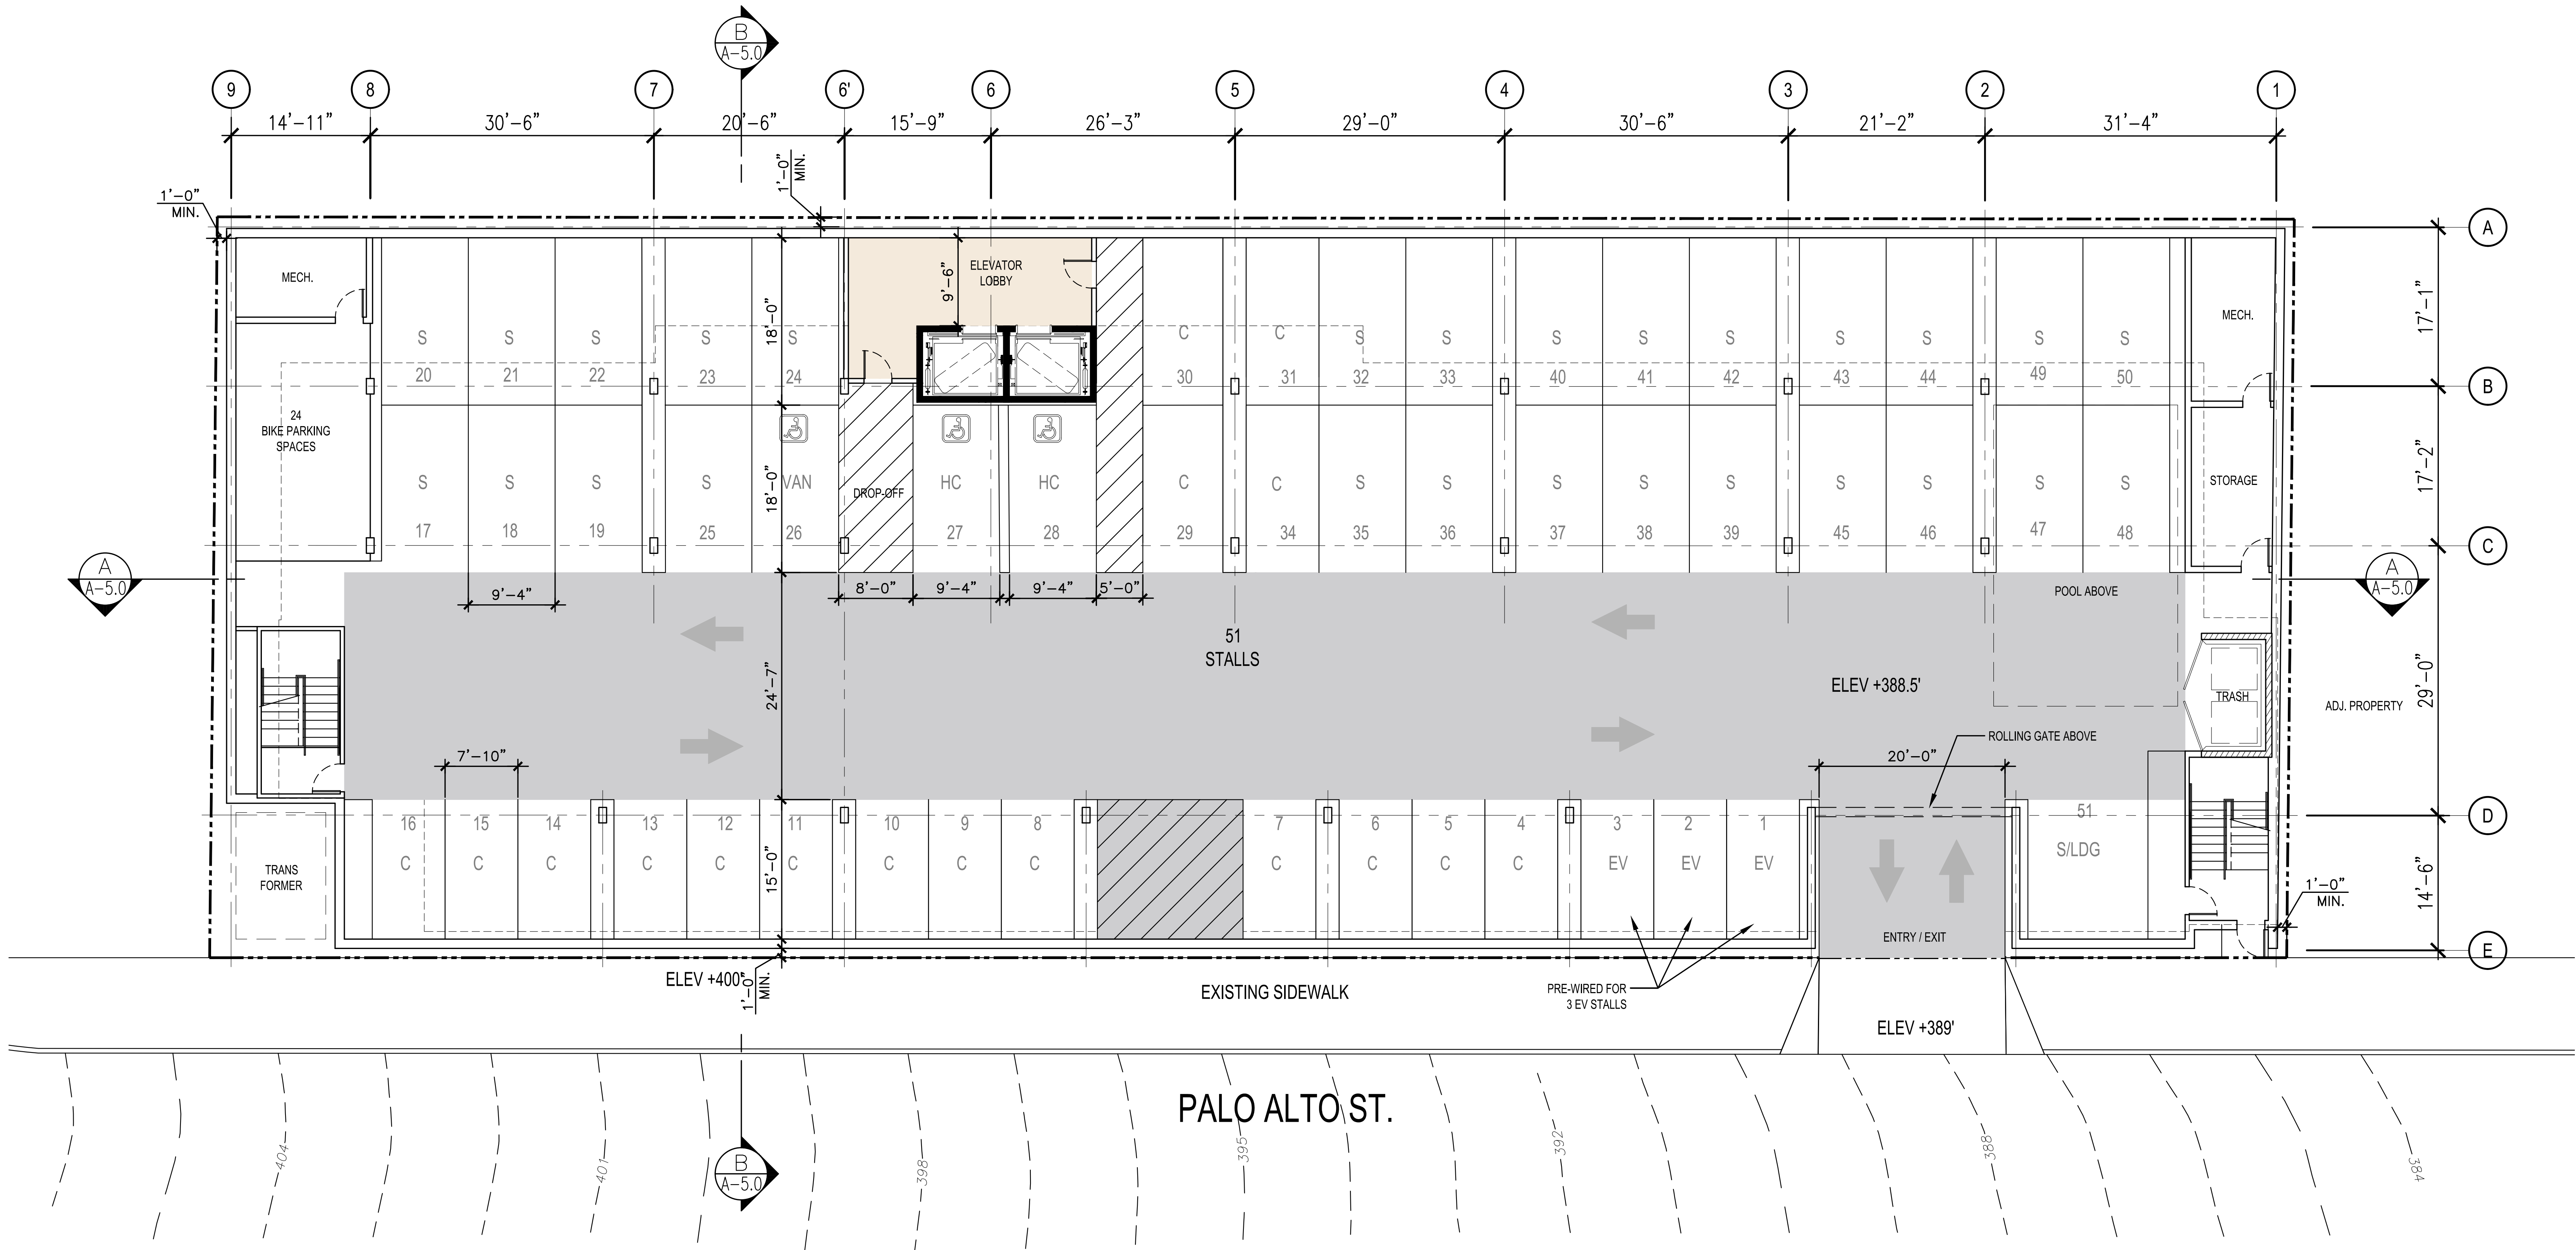 B
A-5.0
9
8
7
6'
6
5
4
3
2
1
14'-11"
30'-6"
20'-6"
15'-9"
26'-3"
29'-0"
30'-6"
21'-2"
31'-4"
1'-0"
MIN.
1'-0"
MIN.
A
B
C
D
E
17'-1"
17'-2"
29'-0"
14'-6"
MECH.
24
BIKE PARKING
SPACES
18'-0"
9'-6"
ELEVATOR
LOBBY
MECH.
S
S
S
S
S
C
C
S
S
S
S
S
S
S
S
S
20
21
22
23
24
30
31
32
33
40
41
42
43
44
49
50
18'-0"
S
S
S
S
VAN
DROP-OFF
HC
HC
C
C
S
S
S
S
S
S
S
S
S
STORAGE
17
18
19
25
26
27
28
29
34
35
36
37
38
39
45
46
47
48
A
A-5.0
A
A-5.0
9'-4"
8'-0"
9'-4"
9'-4"
5'-0"
POOL ABOVE
51
STALLS
24'-7"
ELEV +388.5'
TRASH
ADJ. PROPERTY
ROLLING GATE ABOVE
7'-10"
20'-0"
16
15
14
13
12
11
10
9
8
7
6
5
4
3
2
1
51
C
C
C
C
C
C
C
C
C
C
C
C
C
EV
EV
EV
S/LDG
15'-0"
TRANS
FORMER
1'-0"
MIN.
ENTRY / EXIT
ELEV +400'
1'-0"
MIN.
EXISTING SIDEWALK
PRE-WIRED FOR
3 EV STALLS
ELEV +389'
PALO ALTO ST.
404
401
398
395
392
388
384
B
A-5.0